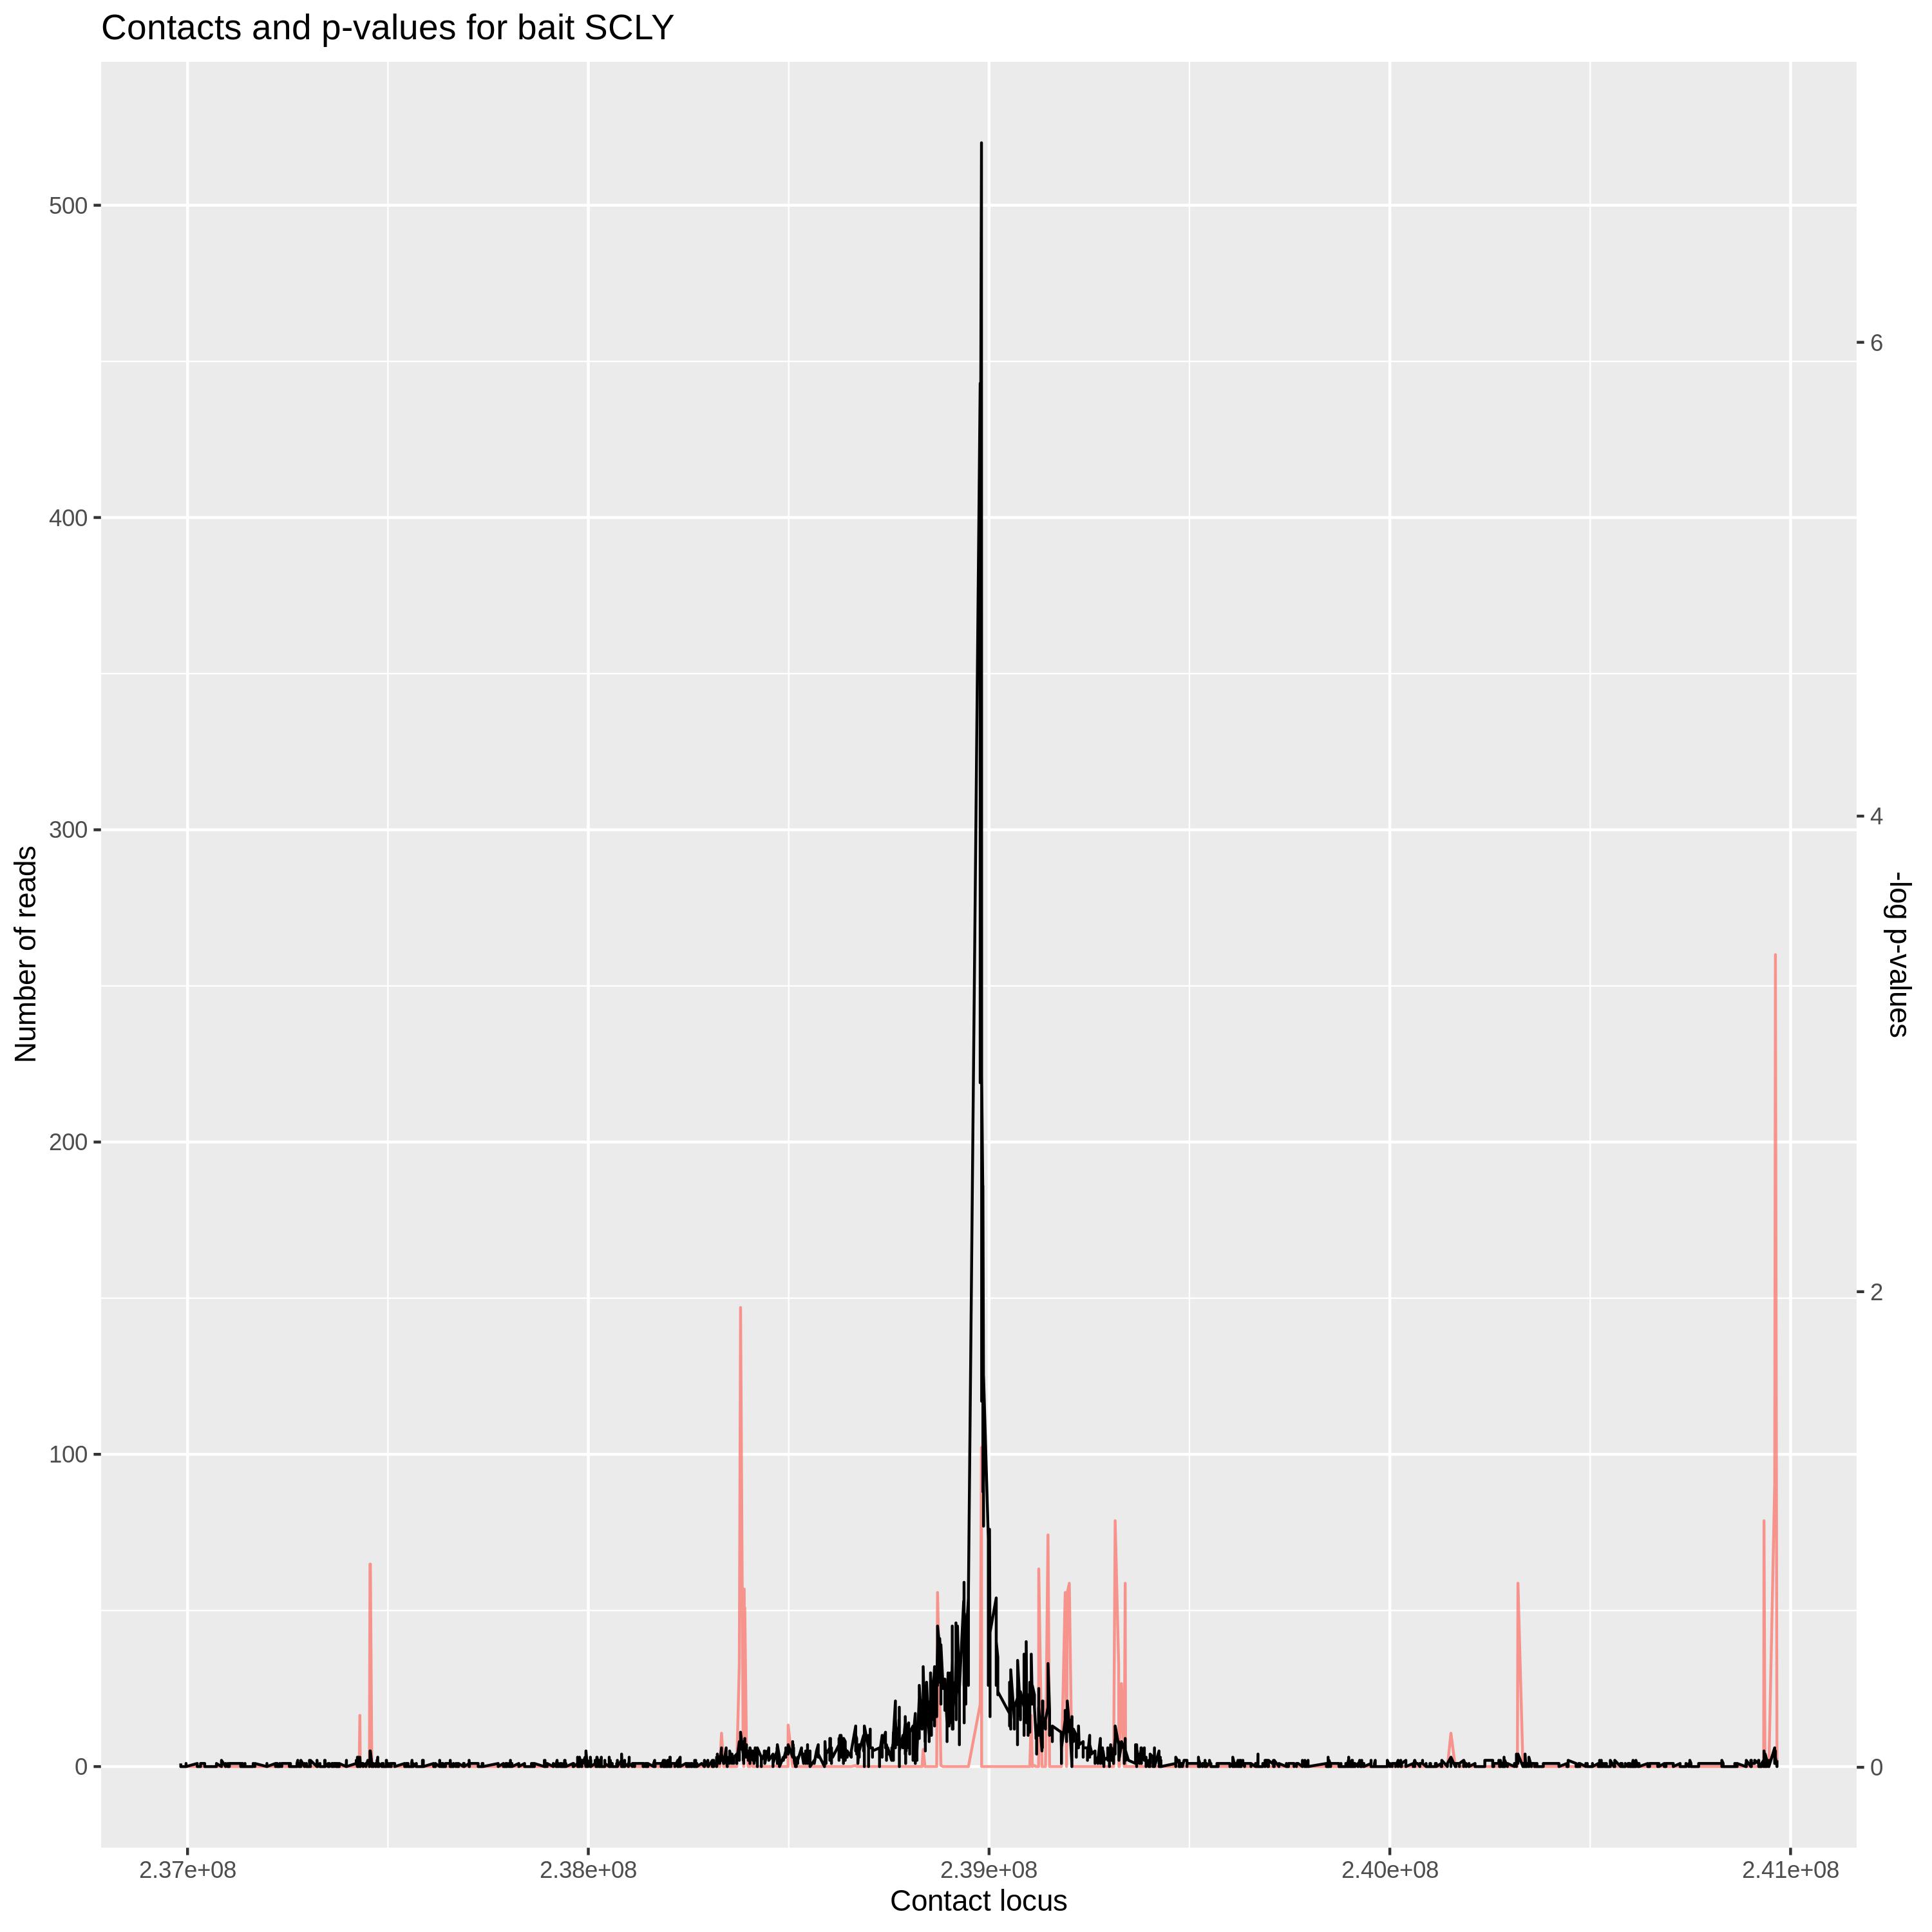 Contacts and p-values for bait SCLY
500
400
300
200
100
0
Number of reads
6
4
2
0
-log p-values
2.37e+08
2.38e+08
2.39e+08
2.40e+08
2.41e+08
Contact locus